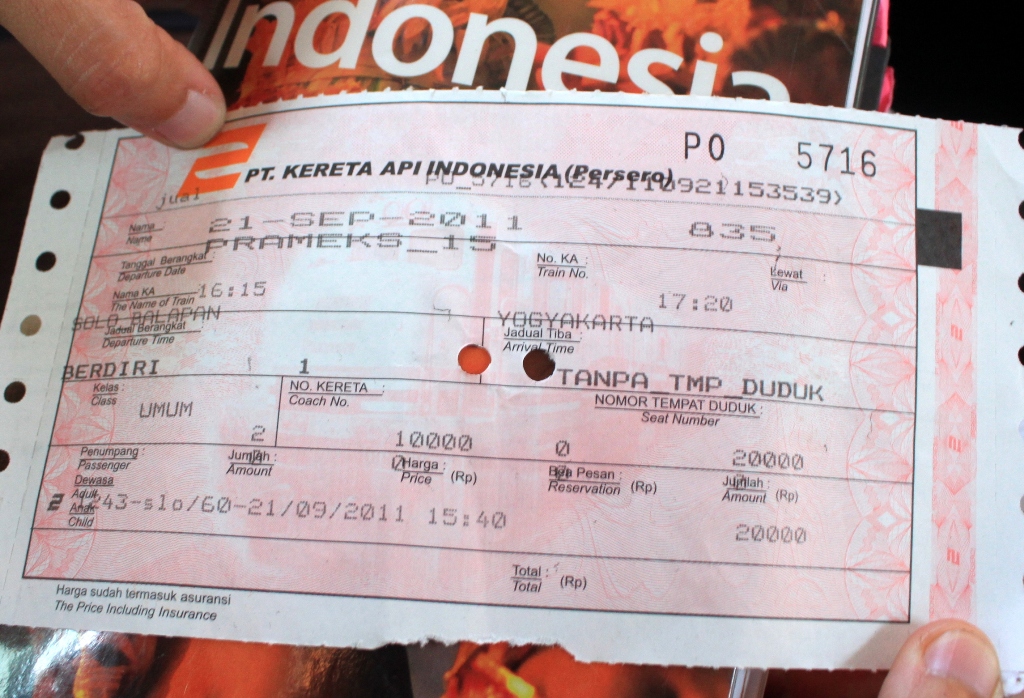 Indonesia
PO 5716
PT. KERETA API INDONESIA (Persero)
jual
Nama
Name
21-SEP-2011 835
PRAMEKS_15
Tanggal Berangkat :
Departure Date
No. KA :
Train No.
Lewat
Via
Nama KA
The Name of Train
16:15 17:20
SOLO BALAPAN YOGYAKARTA
Jadual Berangkat
Departure Time
Jadual Tiba :
Arrival Time
BERDIRI 1 TANPA_TMP_DUDUK
Kelas :
Class
NO. KERETA :
Coach No.
NOMOR TEMPAT DUDUK :
Seat Number
UMUM
2 10000 0 20000
Penumpang :
Passenger
Jumlah :
Amount
Harga :
Price (Rp)
Bea Pesan :
Reservation (Rp)
Jumlah :
Amount (Rp)
Dewasa
Adult
Anak
Child
1243-slo/60-21/09/2011 15:40 20000
Total :
Total (Rp)
Harga sudah termasuk asuransi
The Price Including Insurance